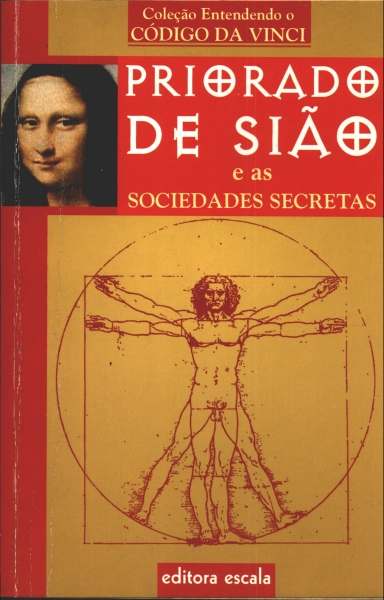 Coleção Entendendo o
CÓDIGO DA VINCI
PRIORADO
DE SIÃO
e as
SOCIEDADES SECRETAS
editora escala